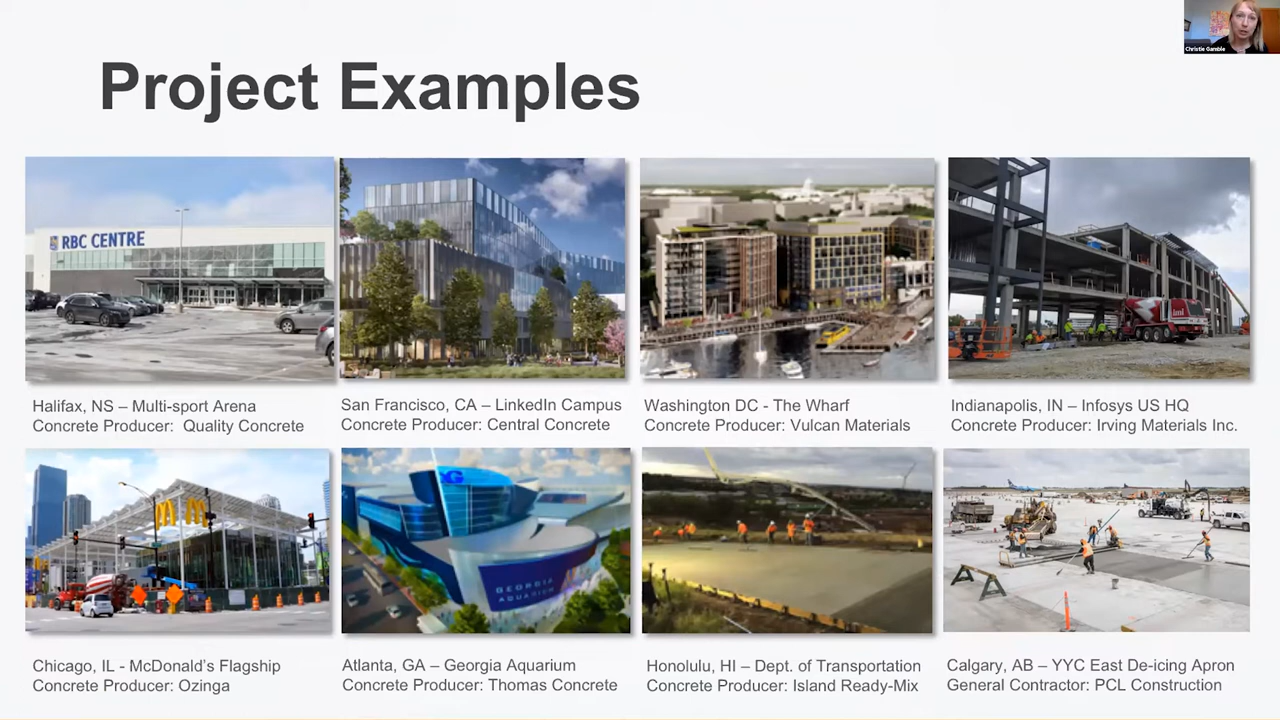 Christie Gamble
Project Examples
RBC CENTRE
imi
Halifax, NS – Multi-sport Arena
Concrete Producer:  Quality Concrete
San Francisco, CA – LinkedIn Campus
Concrete Producer: Central Concrete
Washington DC - The Wharf
Concrete Producer: Vulcan Materials
Indianapolis, IN – Infosys US HQ
Concrete Producer: Irving Materials Inc.
G
GEORGIA
AQUARIUM
Chicago, IL - McDonald's Flagship
Concrete Producer: Ozinga
Atlanta, GA – Georgia Aquarium
Concrete Producer: Thomas Concrete
Honolulu, HI – Dept. of Transportation
Concrete Producer: Island Ready-Mix
Calgary, AB – YYC East De-icing Apron
General Contractor: PCL Construction